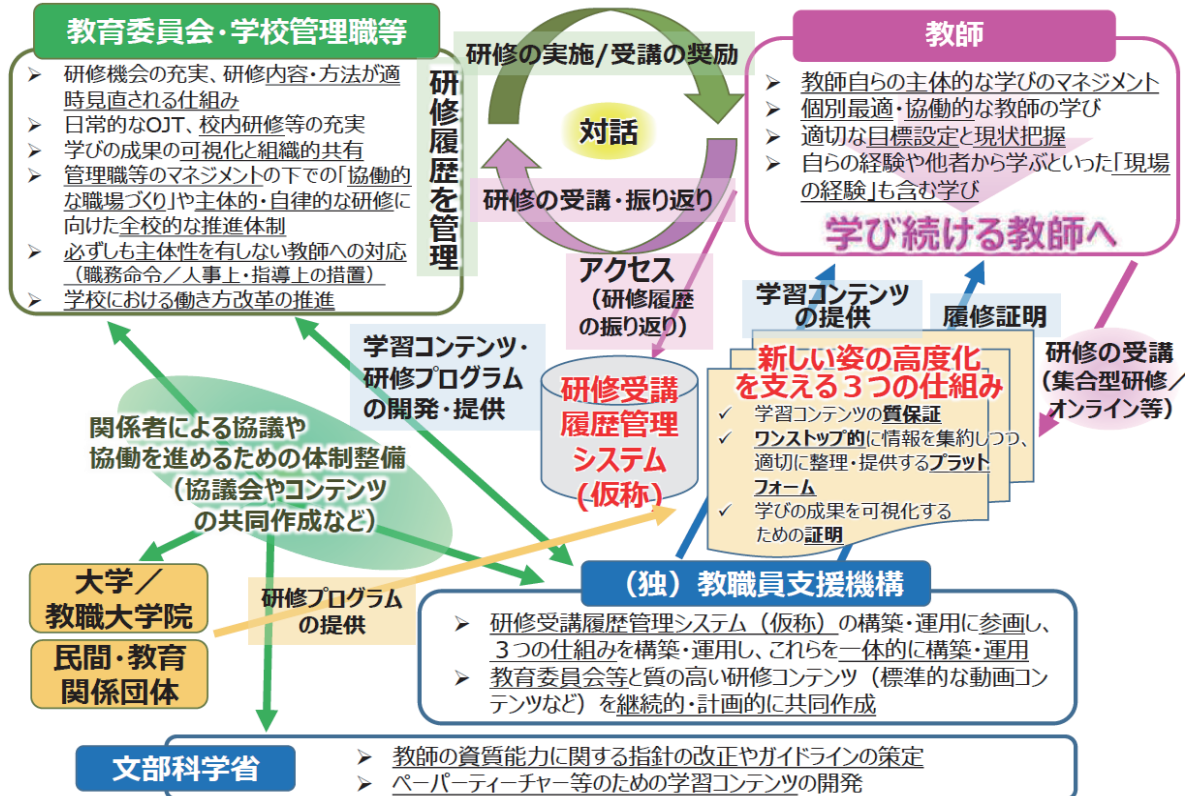 教育委員会・学校管理職等
➢ 研修機会の充実、研修内容・方法が適
時見直される仕組み
➢ 日常的なOJT、校内研修等の充実
➢ 学びの成果の可視化と組織的共有
➢ 管理職等のマネジメントの下での「協働的
な職場づくり」や主体的・自律的な研修に
向けた全校的な推進体制
➢ 必ずしも主体性を有しない教師への対応
（職務命令／人事上・指導上の措置）
➢ 学校における働き方改革の推進
研修履歴を管理
研修の実施/受講の奨励
対話
研修の受講・振り返り
教師
➢ 教師自らの主体的な学びのマネジメント
➢ 個別最適・協働的な教師の学び
➢ 適切な目標設定と現状把握
➢ 自らの経験や他者から学ぶといった「現場
の経験」も含む学び
学び続ける教師へ
アクセス
（研修履歴
の振り返り）
学習コンテンツ
の提供
履修証明
研修の受講
（集合型研修／
オンライン等）
学習コンテンツ・
研修プログラム
の開発・提供
研修受講
履歴管理
システム
(仮称)
新しい姿の高度化
を支える３つの仕組み
✓ 学習コンテンツの質保証
✓ ワンストップ的に情報を集約しつつ、
適切に整理・提供するプラット
フォーム
✓ 学びの成果を可視化する
ための証明
関係者による協議や
協働を進めるための体制整備
（協議会やコンテンツ
の共同作成など）
大学／
教職大学院
民間・教育
関係団体
研修プログラム
の提供
（独）教職員支援機構
➢ 研修受講履歴管理システム（仮称）の構築・運用に参画し、
３つの仕組みを構築・運用し、これらを一体的に構築・運用
➢ 教育委員会等と質の高い研修コンテンツ（標準的な動画コン
テンツなど）を継続的・計画的に共同作成
文部科学省
➢ 教師の資質能力に関する指針の改正やガイドラインの策定
➢ ペーパーティーチャー等のための学習コンテンツの開発